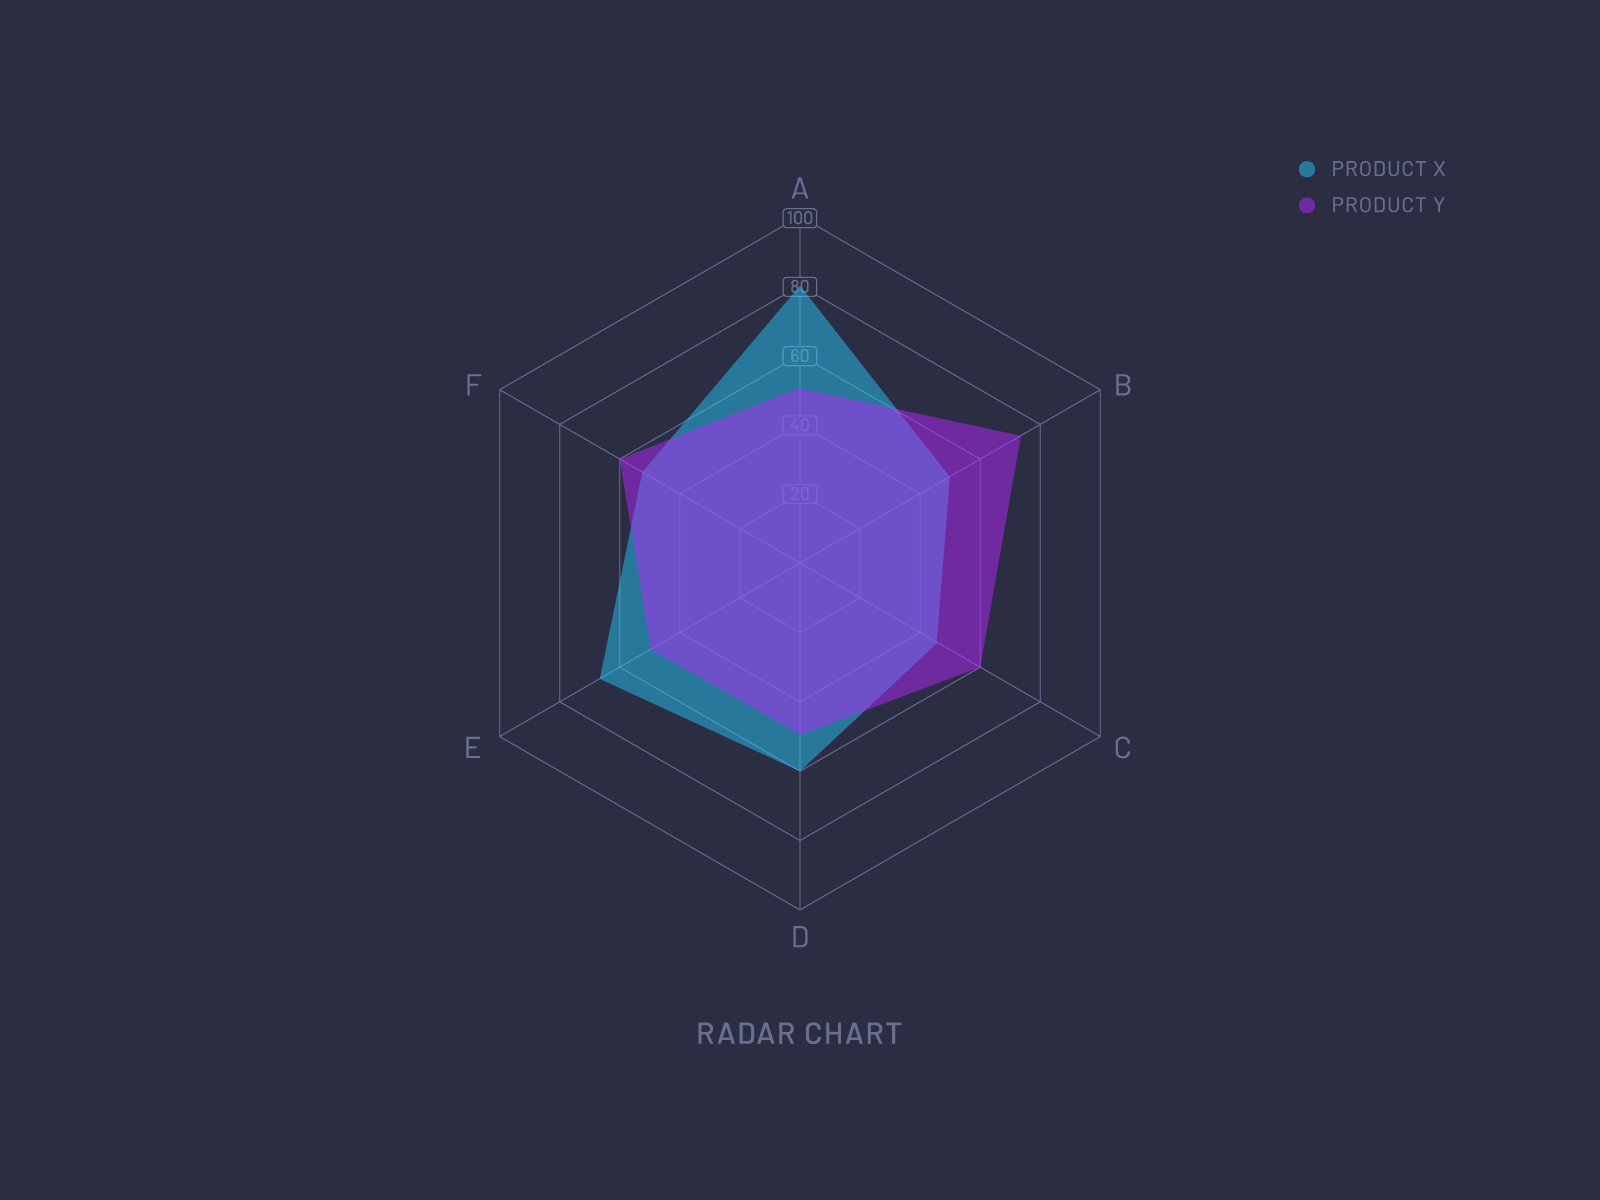 PRODUCT X
PRODUCT Y
A
100
80
60
40
20
F
B
E
C
D
RADAR CHART